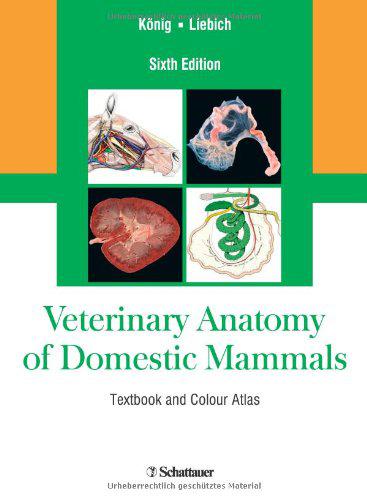 Urheberrechtlich geschütztes Material
König ▪ Liebich
Sixth Edition
Veterinary Anatomy
of Domestic Mammals
Textbook and Colour Atlas
Schattauer
Urheberrechtlich geschütztes Material